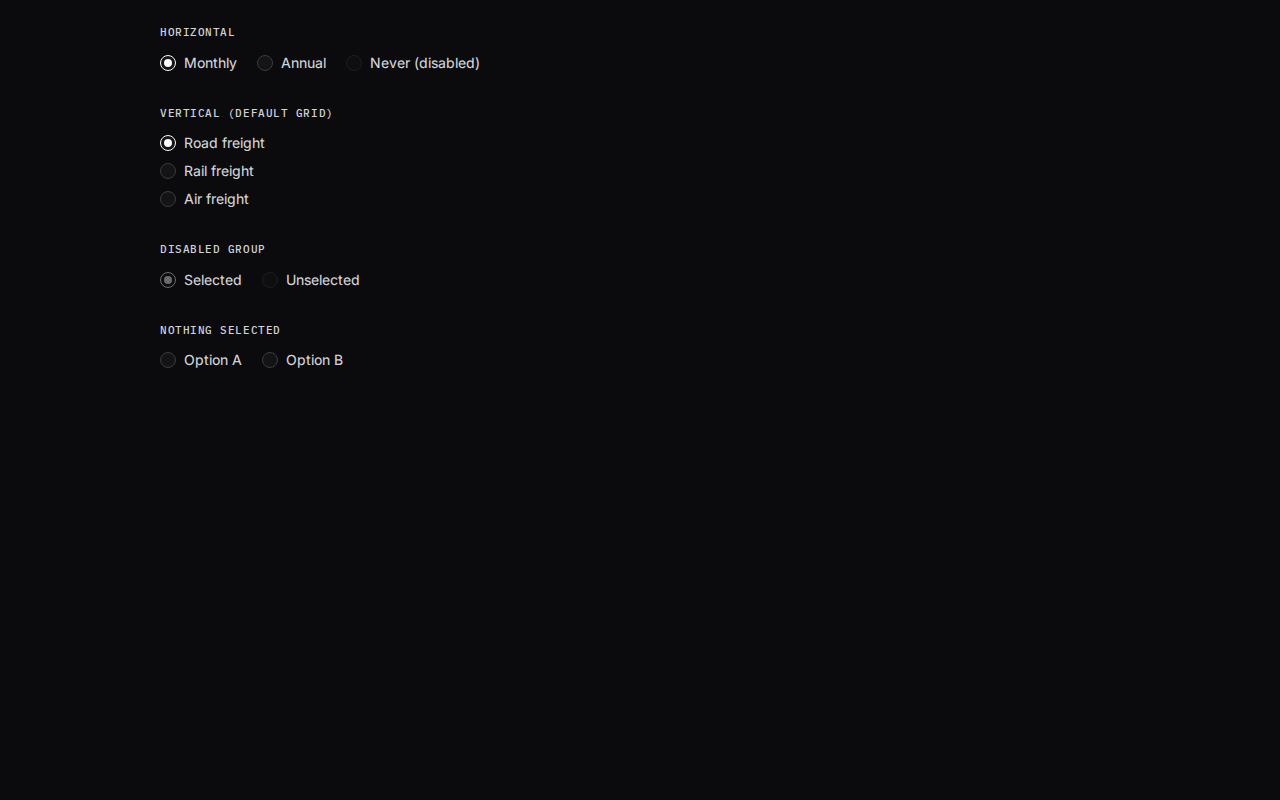 HORIZONTAL
Monthly Annual Never (disabled)
VERTICAL (DEFAULT GRID)
Road freight
Rail freight
Air freight
DISABLED GROUP
Selected Unselected
NOTHING SELECTED
Option A Option B